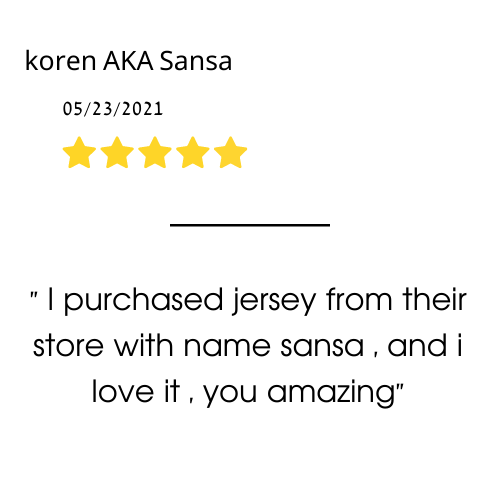 koren AKA Sansa
05/23/2021
" I purchased jersey from their
store with name sansa , and i
love it , you amazing"